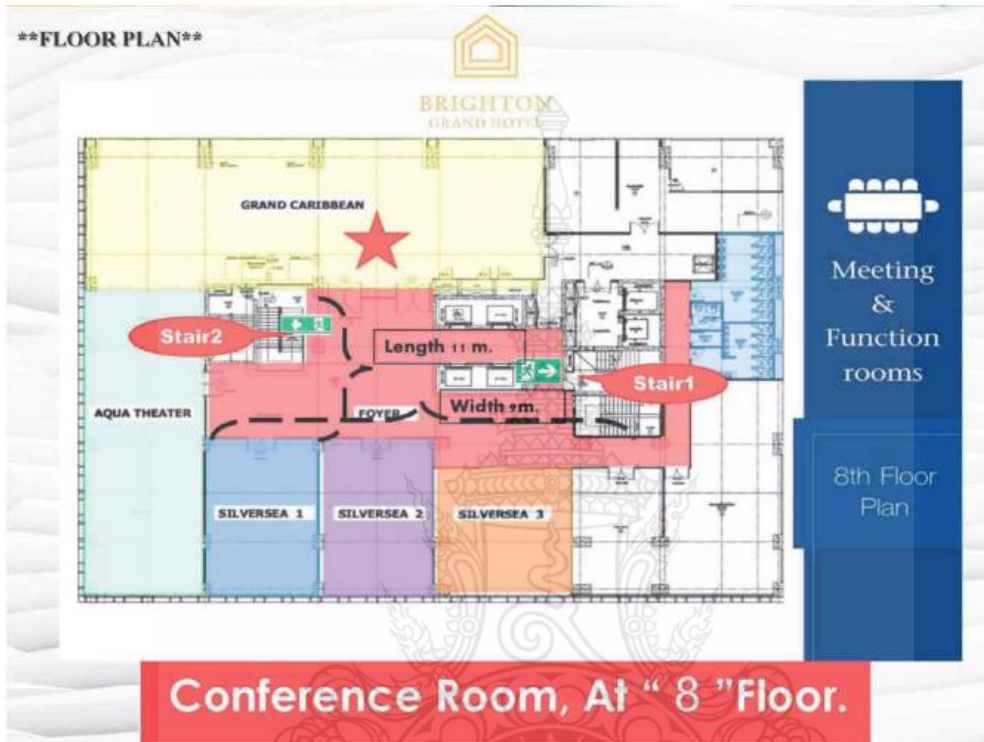 **FLOOR PLAN**
BRIGHTON
GRAND HOTEL
GRAND CARIBBEAN
Stair2
Length 11 m.
Stair1
AQUA THEATER
FOYER
Width 9m.
SILVERSEA 1
SILVERSEA 2
SILVERSEA 3
Meeting
&
Function
rooms
8th Floor
Plan
Conference Room, At “ 8 ”Floor.